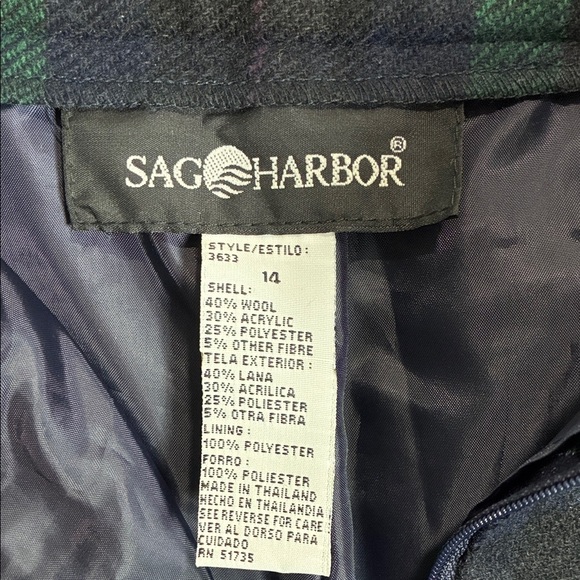 SAG HARBOR®
STYLE/ESTILO:
3633
14
SHELL:
40% WOOL
30% ACRYLIC
25% POLYESTER
5% OTHER FIBRE
TELA EXTERIOR:
40% LANA
30% ACRILICA
25% POLIESTER
5% OTRA FIBRA
LINING:
100% POLYESTER
FORRO:
100% POLIESTER
MADE IN THAILAND
HECHO EN THAILANDIA
SEE REVERSE FOR CARE
VER AL DORSO PARA
CUIDADO
RN 51735